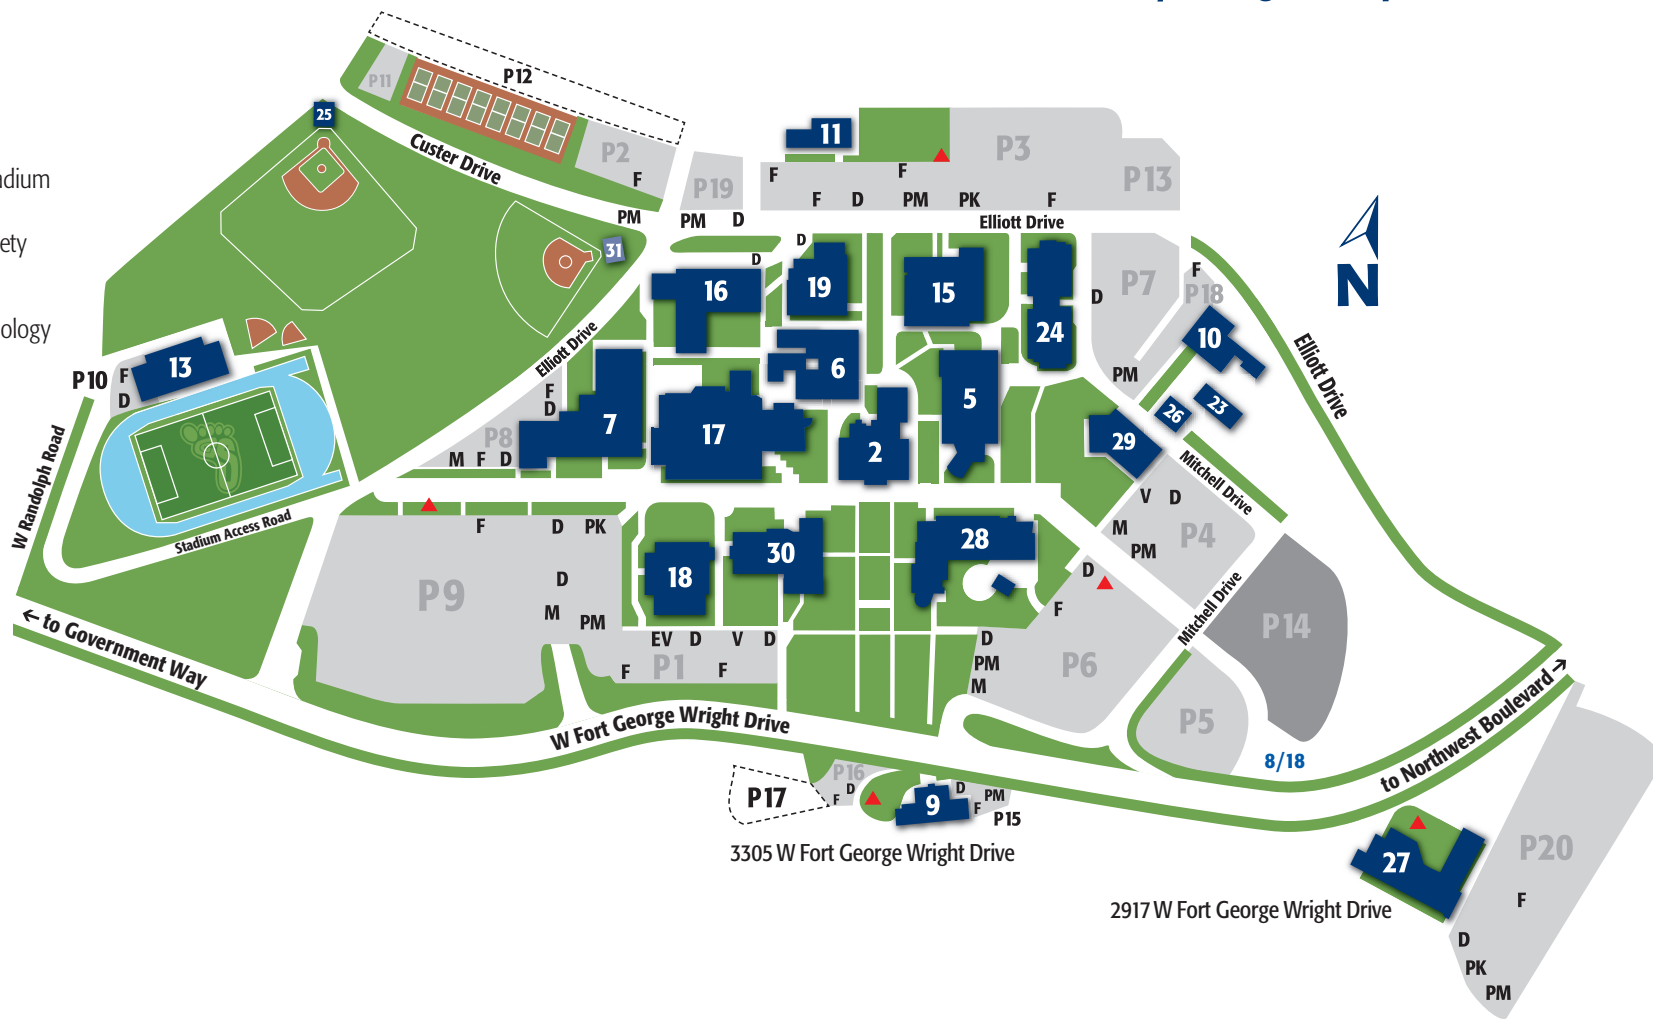 adium
ety
ology
P12
P11
25
Custer Drive
P2
F
PM
P19
PM
D
11
P3
P13
F
F
F
D
PM
PK
F
Elliott Drive
N
31
D
D
16
19
15
24
P7
D
PM
F
P18
10
26
23
Elliott Drive
13
P10
F
D
W Randolph Road
Stadium Access Road
Elliott Drive
F
D
P8
M
F
D
7
17
6
2
5
29
Mitchell Drive
V
D
M
PM
P4
F
D
PK
P9
D
M
PM
18
30
28
D
F
Mitchell Drive
P14
EV
D
V
D
F
P1
F
D
PM
M
P6
P5
← to Government Way
W Fort George Wright Drive
8/18
to Northwest Boulevard →
P17
P16
D
F
9
D
PM
F
P15
3305 W Fort George Wright Drive
27
P20
2917 W Fort George Wright Drive
F
D
PK
PM